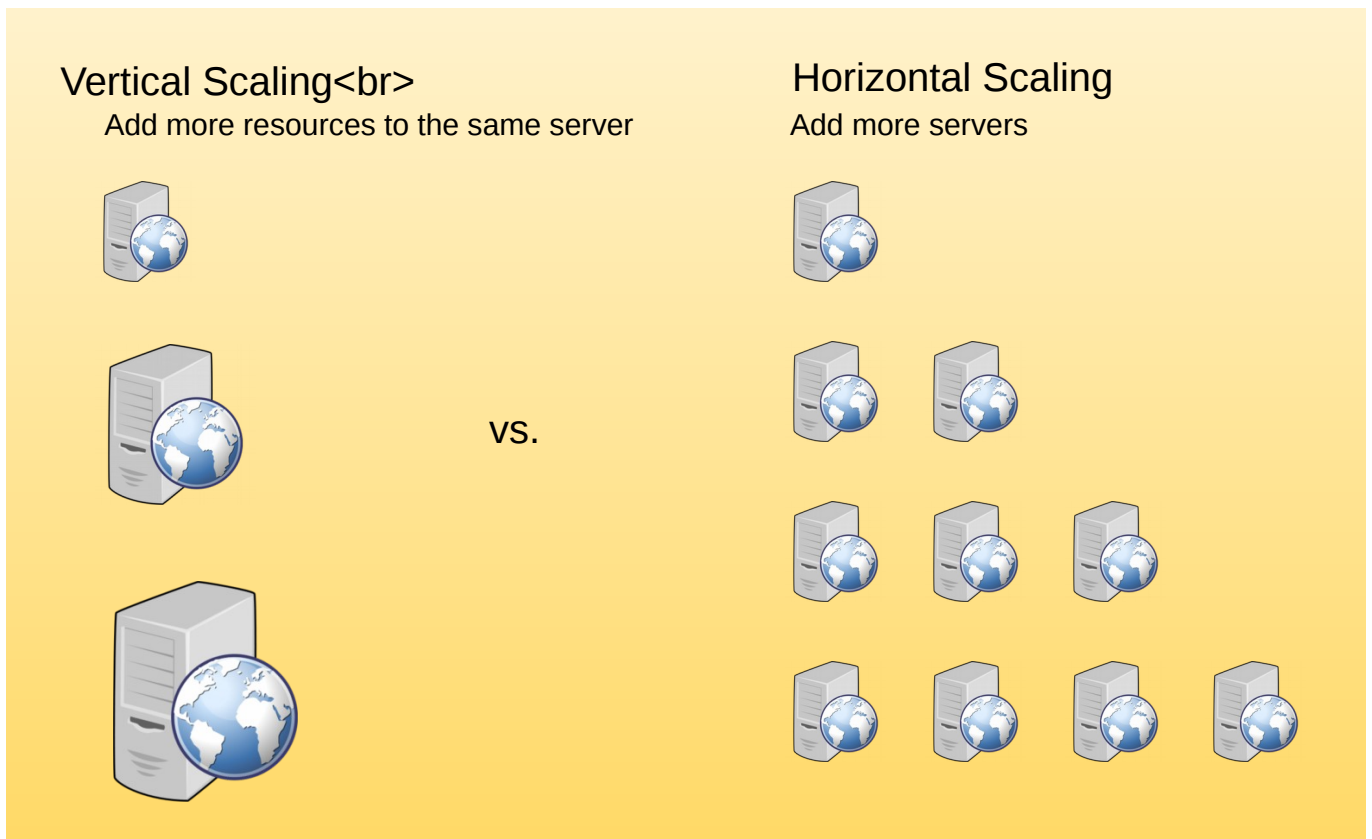 Vertical Scaling<br>
Add more resources to the same server
vs.
Horizontal Scaling
Add more servers